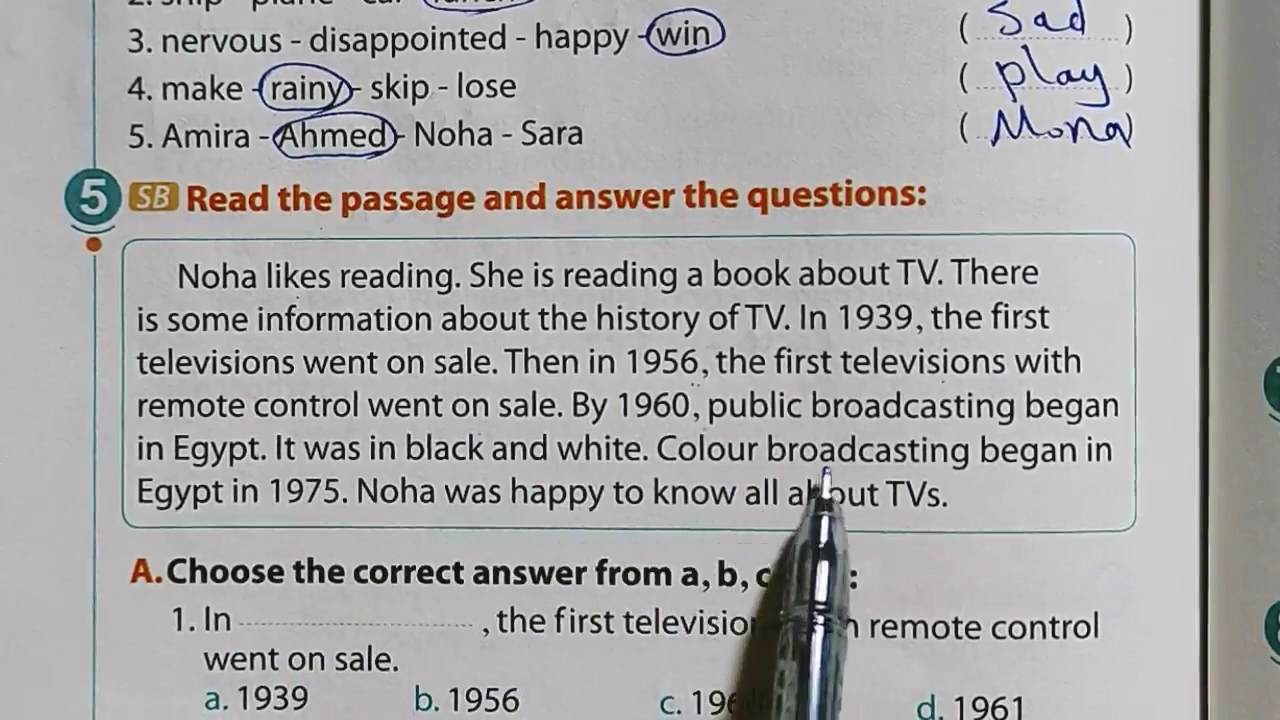 3. nervous - disappointed - happy - win ( Sad )
4. make - rainy - skip - lose ( play )
5. Amira - Ahmed - Noha - Sara ( Mona )
5 SB Read the passage and answer the questions:
Noha likes reading. She is reading a book about TV. There
is some information about the history of TV. In 1939, the first
televisions went on sale. Then in 1956, the first televisions with
remote control went on sale. By 1960, public broadcasting began
in Egypt. It was in black and white. Colour broadcasting began in
Egypt in 1975. Noha was happy to know all about TVs.
A. Choose the correct answer from a, b, c :
1. In .................... , the first remote control
went on sale.
a. 1939 b. 1956 c. d. 1961